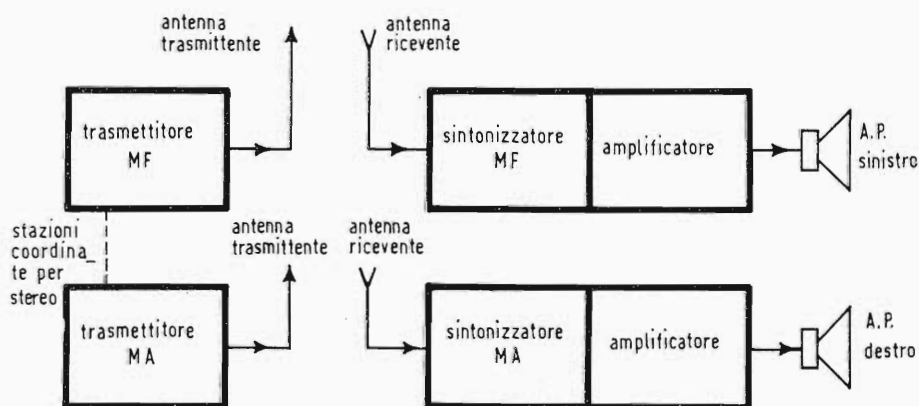 antenna
trasmittente
antenna
ricevente
trasmettitore
MF
sintonizzatore
MF
amplificatore
A.P.
sinistro
stazioni
coordina_
te per
stereo
antenna
trasmittente
antenna
ricevente
trasmettitore
MA
sintonizzatore
MA
amplificatore
A.P.
destro